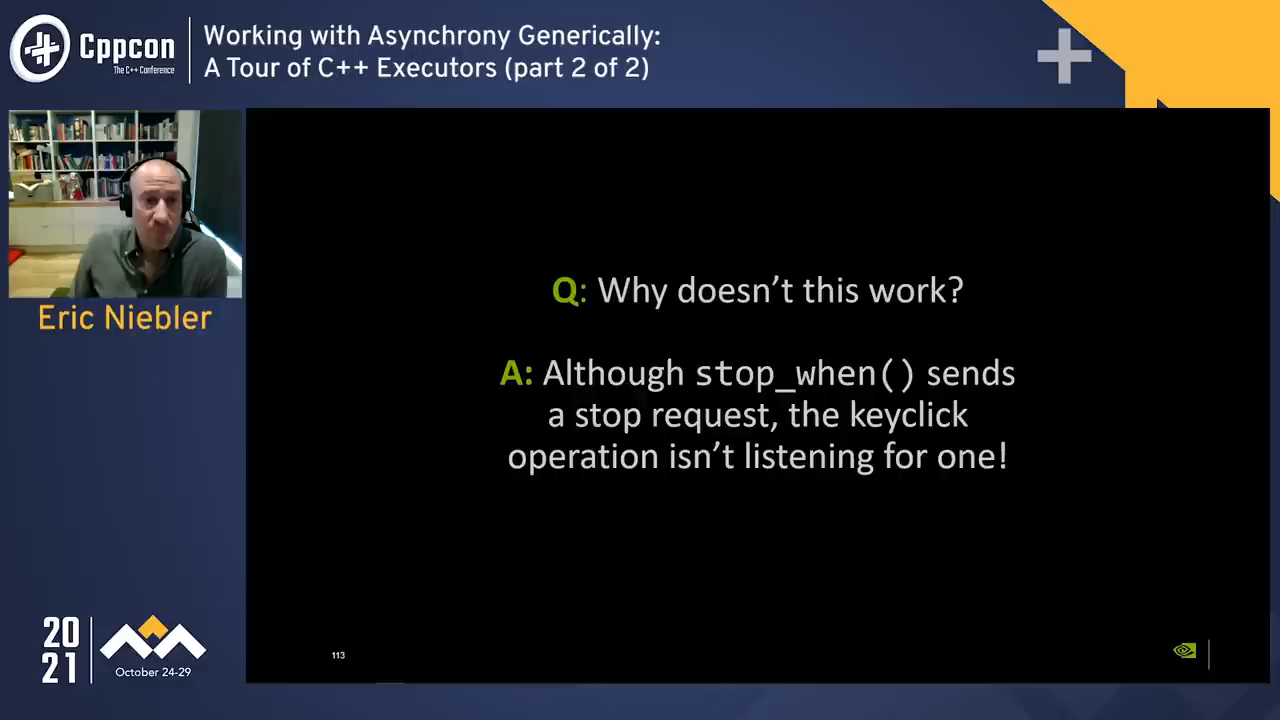 Cppcon
The C++ Conference
Working with Asynchrony Generically:
A Tour of C++ Executors (part 2 of 2)
Eric Niebler
Q: Why doesn’t this work?
A: Although stop_when() sends
a stop request, the keyclick
operation isn’t listening for one!
113
20
21
October 24-29